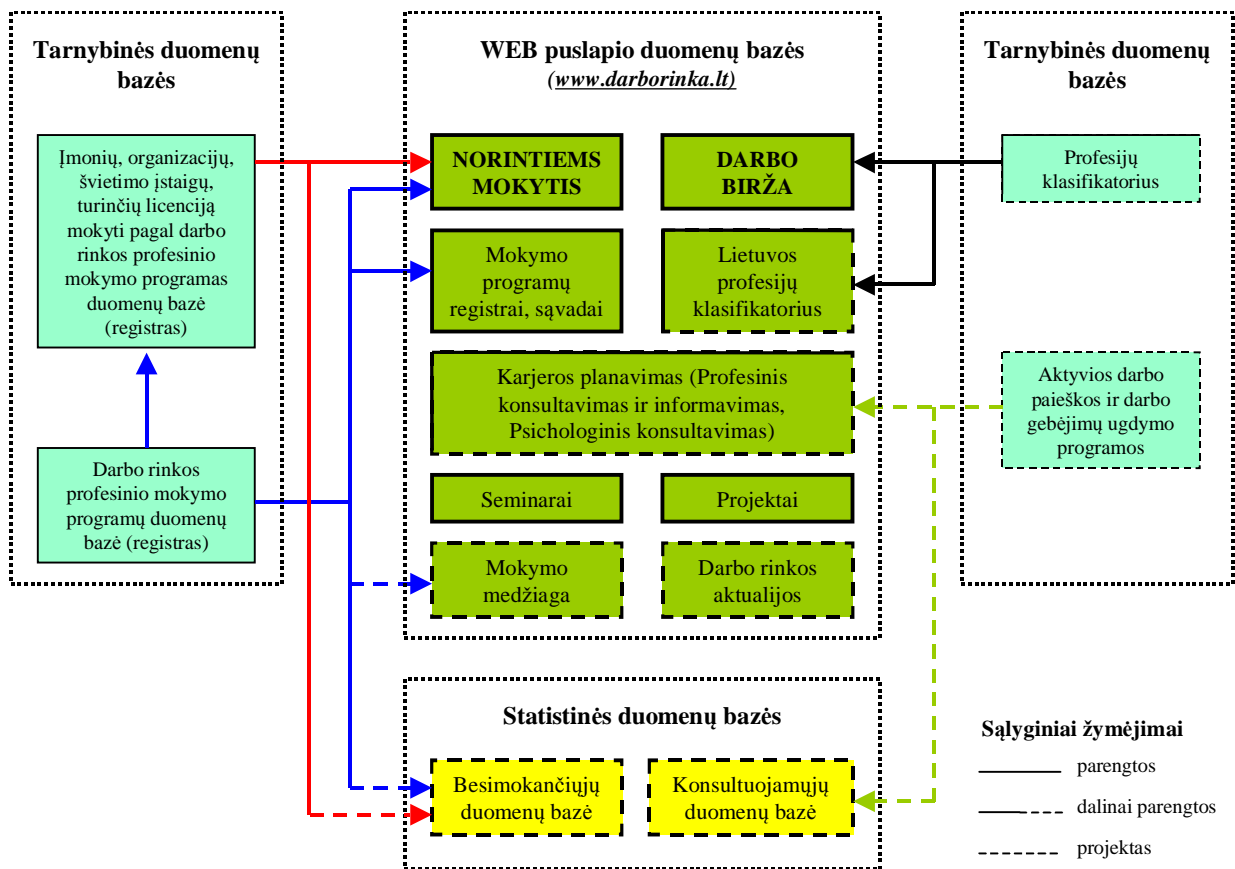 Tarnybinės duomenų
bazės
Įmonių, organizacijų,
švietimo įstaigų,
turinčių licenciją
mokyti pagal darbo
rinkos profesinio
mokymo programas
duomenų bazė
(registras)
Darbo rinkos
profesinio mokymo
programų duomenų
bazė (registras)
WEB puslapio duomenų bazės
(www.darborinka.lt)
NORINTIEMS
MOKYTIS
DARBO
BIRŽA
Mokymo
programų
registrai, sąvadai
Lietuvos
profesijų
klasifikatorius
Karjeros planavimas (Profesinis
konsultavimas ir informavimas,
Psichologinis konsultavimas)
Seminarai
Projektai
Mokymo
medžiaga
Darbo rinkos
aktualijos
Tarnybinės duomenų
bazės
Profesijų
klasifikatorius
Aktyvios darbo
paieškos ir darbo
gebėjimų ugdymo
programos
Statistinės duomenų bazės
Besimokančiųjų
duomenų bazė
Konsultuojamųjų
duomenų bazė
Sąlyginiai žymėjimai
parengtos
dalinai parengtos
projektas